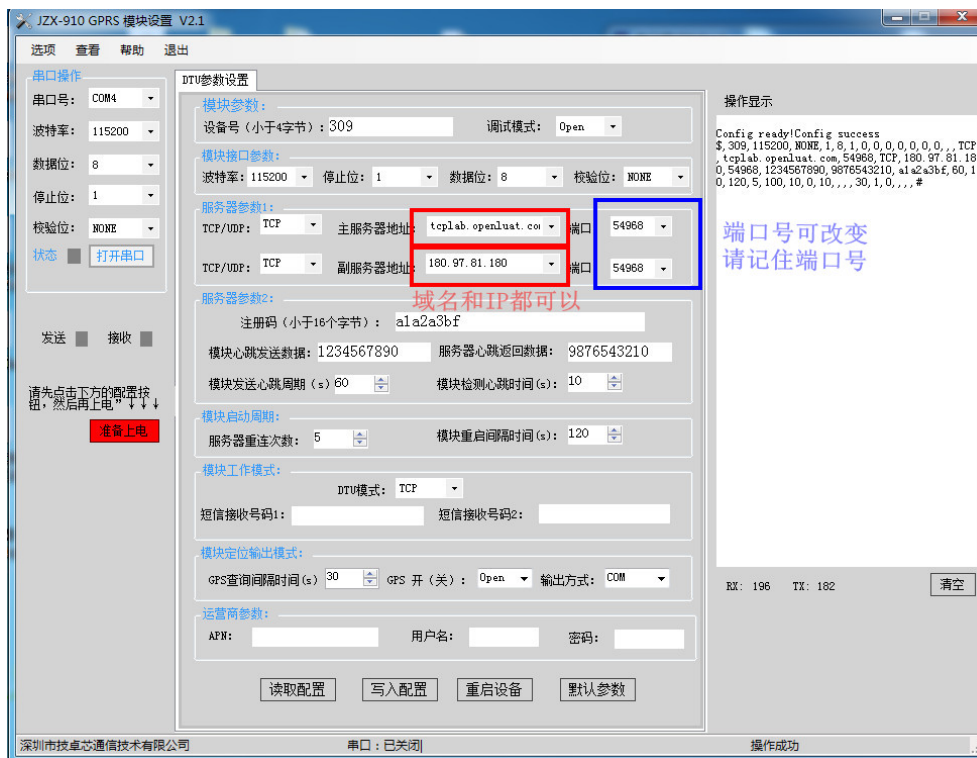 JZX-910 GPRS 模块设置 V2.1
选项 查看 帮助 退出
串口操作
串口号： COM4
波特率： 115200
数据位： 8
停止位： 1
校验位： NONE
状态 打开串口
发送 接收
请先点击下方的配置按
钮，然后再上电”↓↓↓
准备上电
DTU参数设置
模块参数：
设备号（小于4字节）：309 调试模式： Open
模块接口参数：
波特率：115200 停止位：1 数据位：8 校验位：NONE
服务器参数1：
TCP/UDP： TCP 主服务器地址： tcplab.openluat.co 端口 54968
TCP/UDP： TCP 副服务器地址： 180.97.81.180 端口 54968
域名和IP都可以
服务器参数2：
注册码（小于16个字节）： a1a2a3bf
模块心跳发送数据：1234567890 服务器心跳返回数据： 9876543210
模块发送心跳周期（s）60 模块检测心跳时间(s)： 10
模块启动周期：
服务器重连次数： 5 模块重启间隔时间(s)： 120
模块工作模式：
DTU模式： TCP
短信接收号码1： 短信接收号码2：
模块定位输出模式：
GPS查询间隔时间(s) 30 GPS 开（关）： Open 输出方式： COM
运营商参数：
APN： 用户名： 密码：
读取配置 写入配置 重启设备 默认参数
操作显示
Config ready!Config success
$,309,115200,NONE,1,8,1,0,0,0,0,0,0,0,,,TCP
,tcplab.openluat.com,54968,TCP,180.97.81.18
0,54968,1234567890,9876543210,a1a2a3bf,60,1
0,120,5,100,10,0,10,,,,30,1,0,,,,#
端口号可改变
请记住端口号
RX: 196 TX: 182 清空
深圳市技卓芯通信技术有限公司 串口：已关闭 操作成功